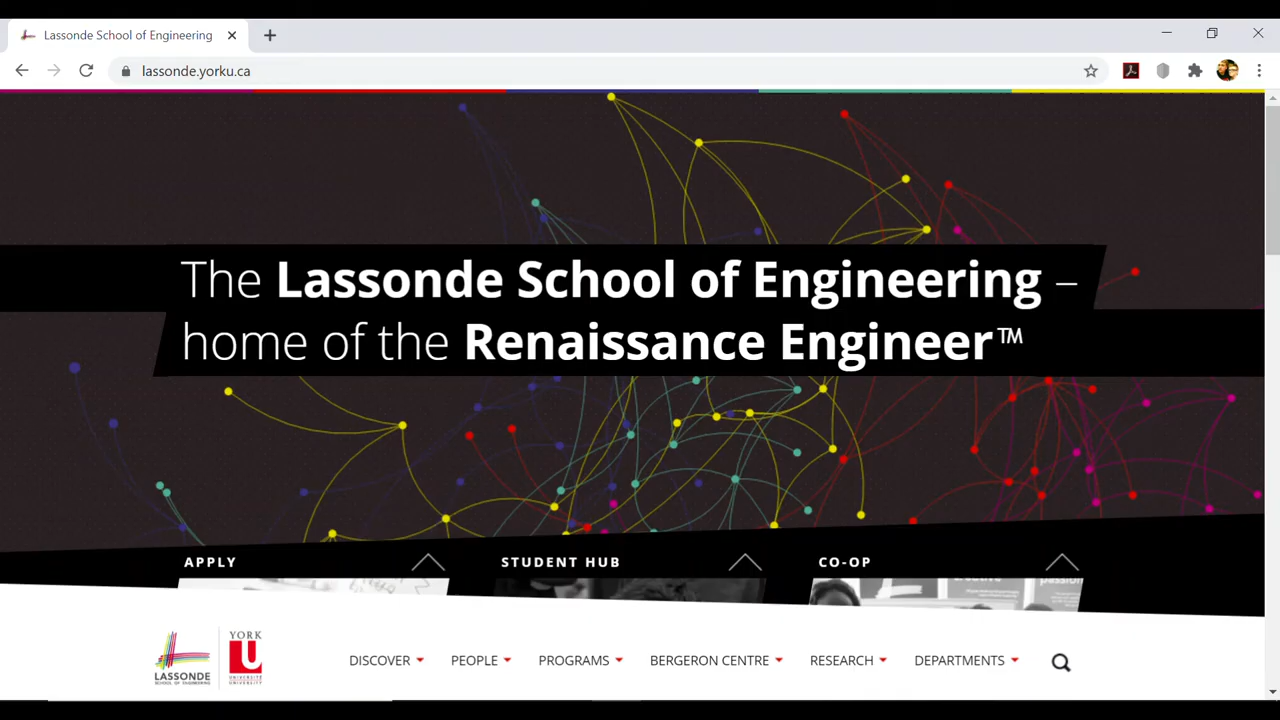 Lassonde School of Engineering
lassonde.yorku.ca
The Lassonde School of Engineering –
home of the Renaissance Engineer™
APPLY
STUDENT HUB
CO-OP
LASSONDE
SCHOOL OF ENGINEERING
YORK
U
UNIVERSITÉ
UNIVERSITY
DISCOVER
PEOPLE
PROGRAMS
BERGERON CENTRE
RESEARCH
DEPARTMENTS